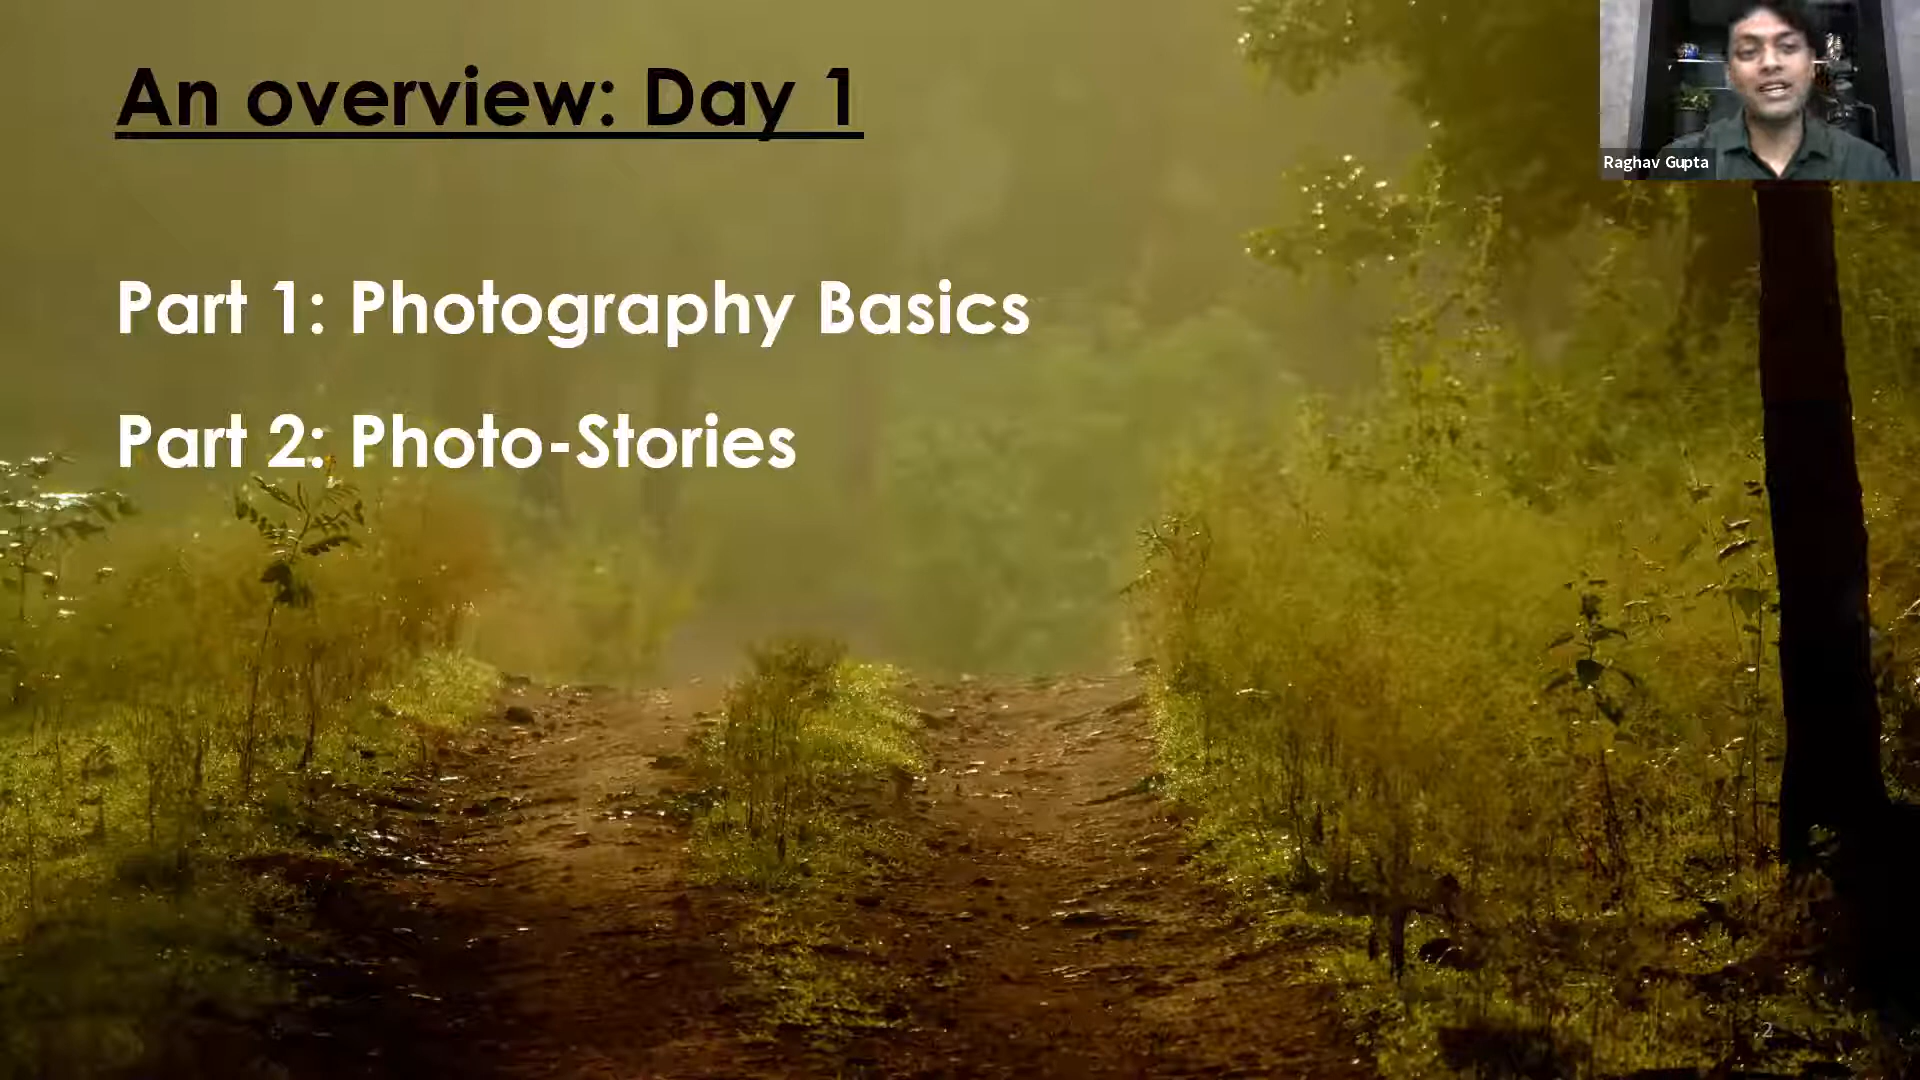 An overview: Day 1
Raghav Gupta
Part 1: Photography Basics
Part 2: Photo-Stories
2